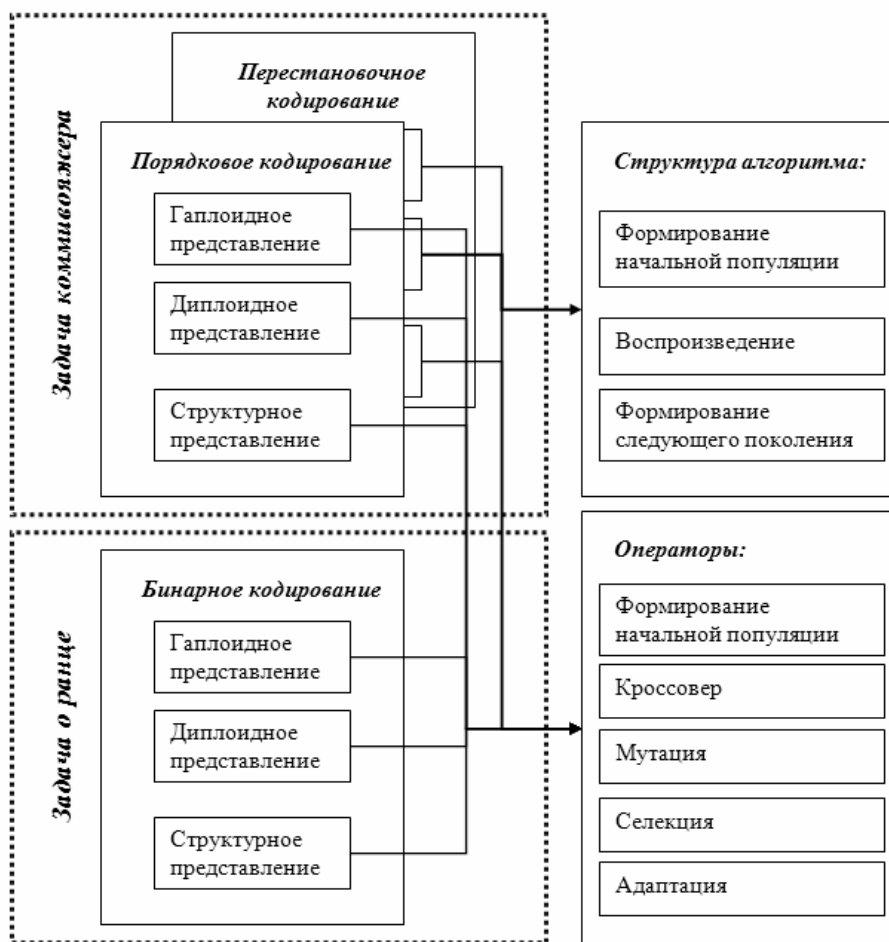 Задача коммивояжера
Перестановочное
кодирование
Порядковое кодирование
Гаплоидное
представление
Диплоидное
представление
Структурное
представление
Структура алгоритма:
Формирование
начальной популяции
Воспроизведение
Формирование
следующего поколения
Задача о ранце
Бинарное кодирование
Гаплоидное
представление
Диплоидное
представление
Структурное
представление
Операторы:
Формирование
начальной популяции
Кроссовер
Мутация
Селекция
Адаптация